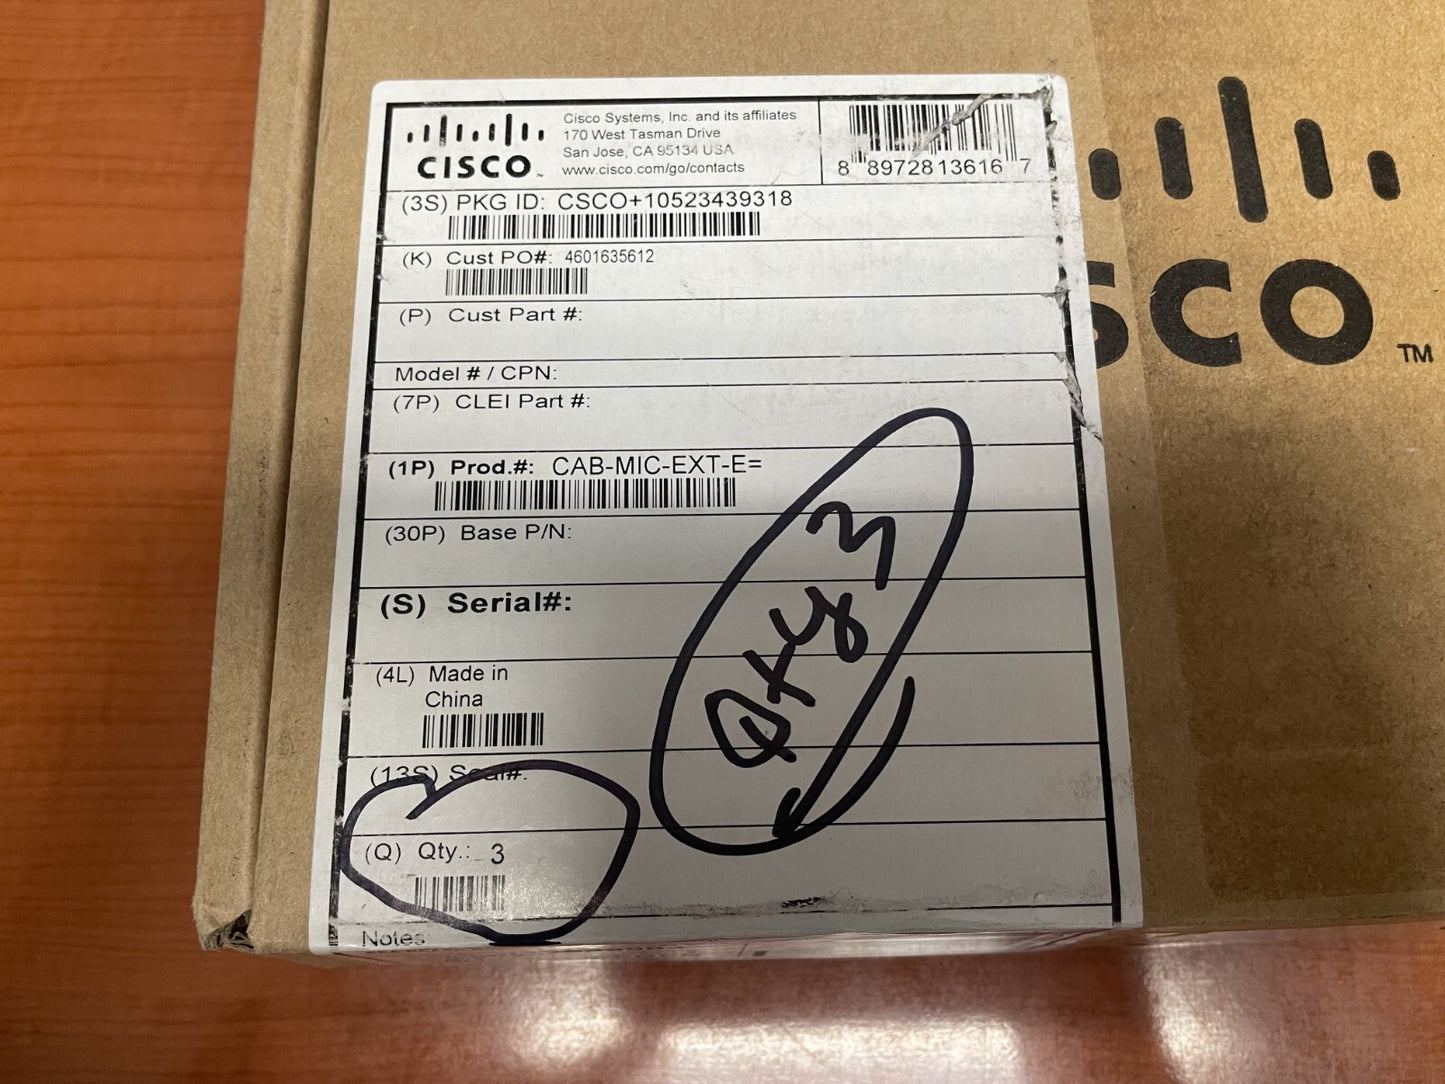 CISCO
Cisco Systems, Inc. and its affiliates
170 West Tasman Drive
San Jose, CA 95134 USA
www.cisco.com/go/contacts
8 89728 13616 7
(3S) PKG ID: CSCO+10523439318
(K) Cust PO#: 4601635612
(P) Cust Part #:
Model # / CPN:
(7P) CLEI Part #:
(1P) Prod.#: CAB-MIC-EXT-E=
(30P) Base P/N:
(S) Serial#:
(4L) Made in
China
(13S) Seal#:
(Q) Qty.: 3
Notes
Qty 3
SCO
TM